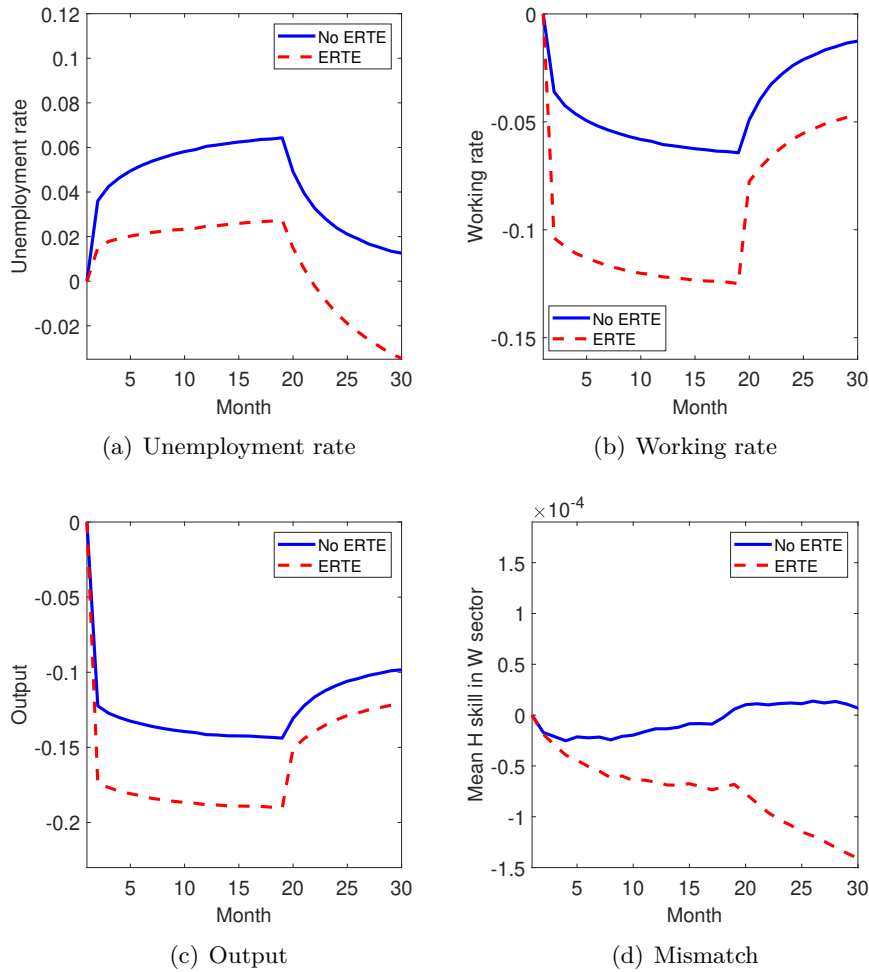 0.12
0.1
0.08
0.06
0.04
0.02
0
-0.02
Unemployment rate
No ERTE
ERTE
5 10 15 20 25 30
Month
(a) Unemployment rate
0
-0.05
-0.1
-0.15
Working rate
No ERTE
ERTE
5 10 15 20 25 30
Month
(b) Working rate
0
-0.05
-0.1
-0.15
-0.2
Output
No ERTE
ERTE
5 10 15 20 25 30
Month
(c) Output
×10⁻⁴
1.5
1
0.5
0
-0.5
-1
-1.5
Mean H skill in W sector
No ERTE
ERTE
5 10 15 20 25 30
Month
(d) Mismatch